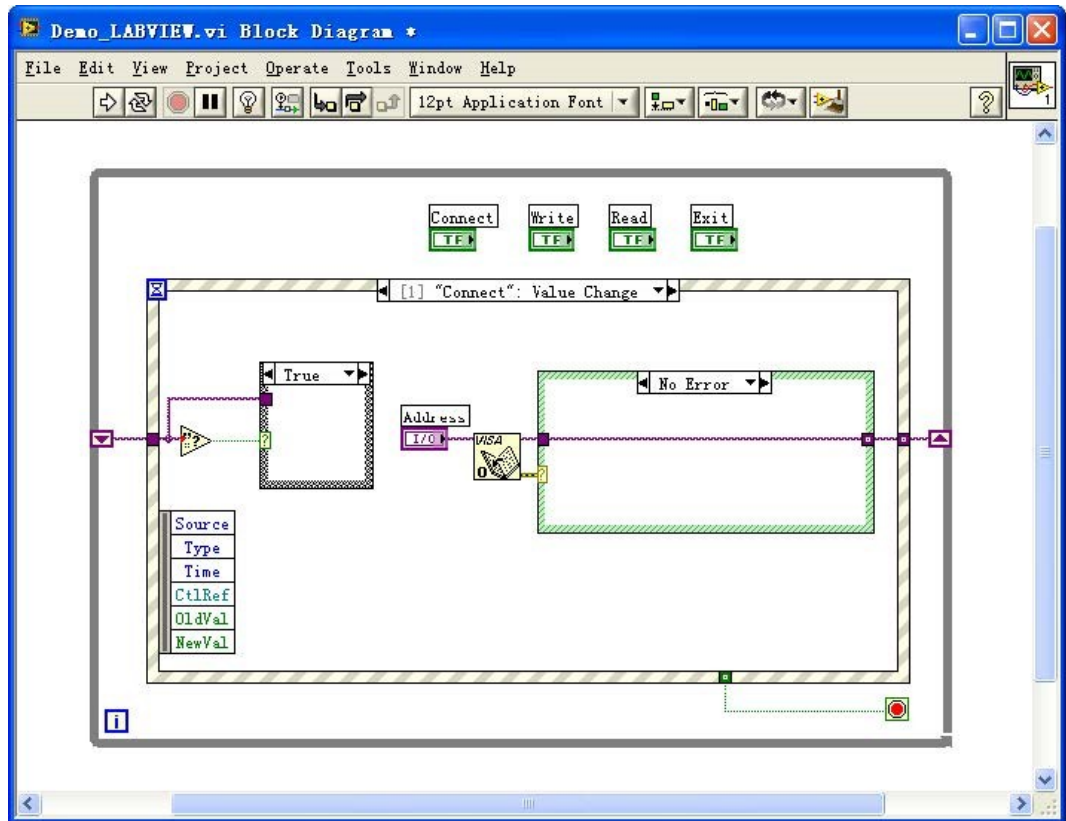 Demo_LABVIEW.vi Block Diagram *
File Edit View Project Operate Tools Window Help
12pt Application Font
1
Connect Write Read Exit
TF TF TF TF
[1] "Connect": Value Change
True
No Error
Address
I/O
VISA
Source
Type
Time
CtlRef
OldVal
NewVal
i